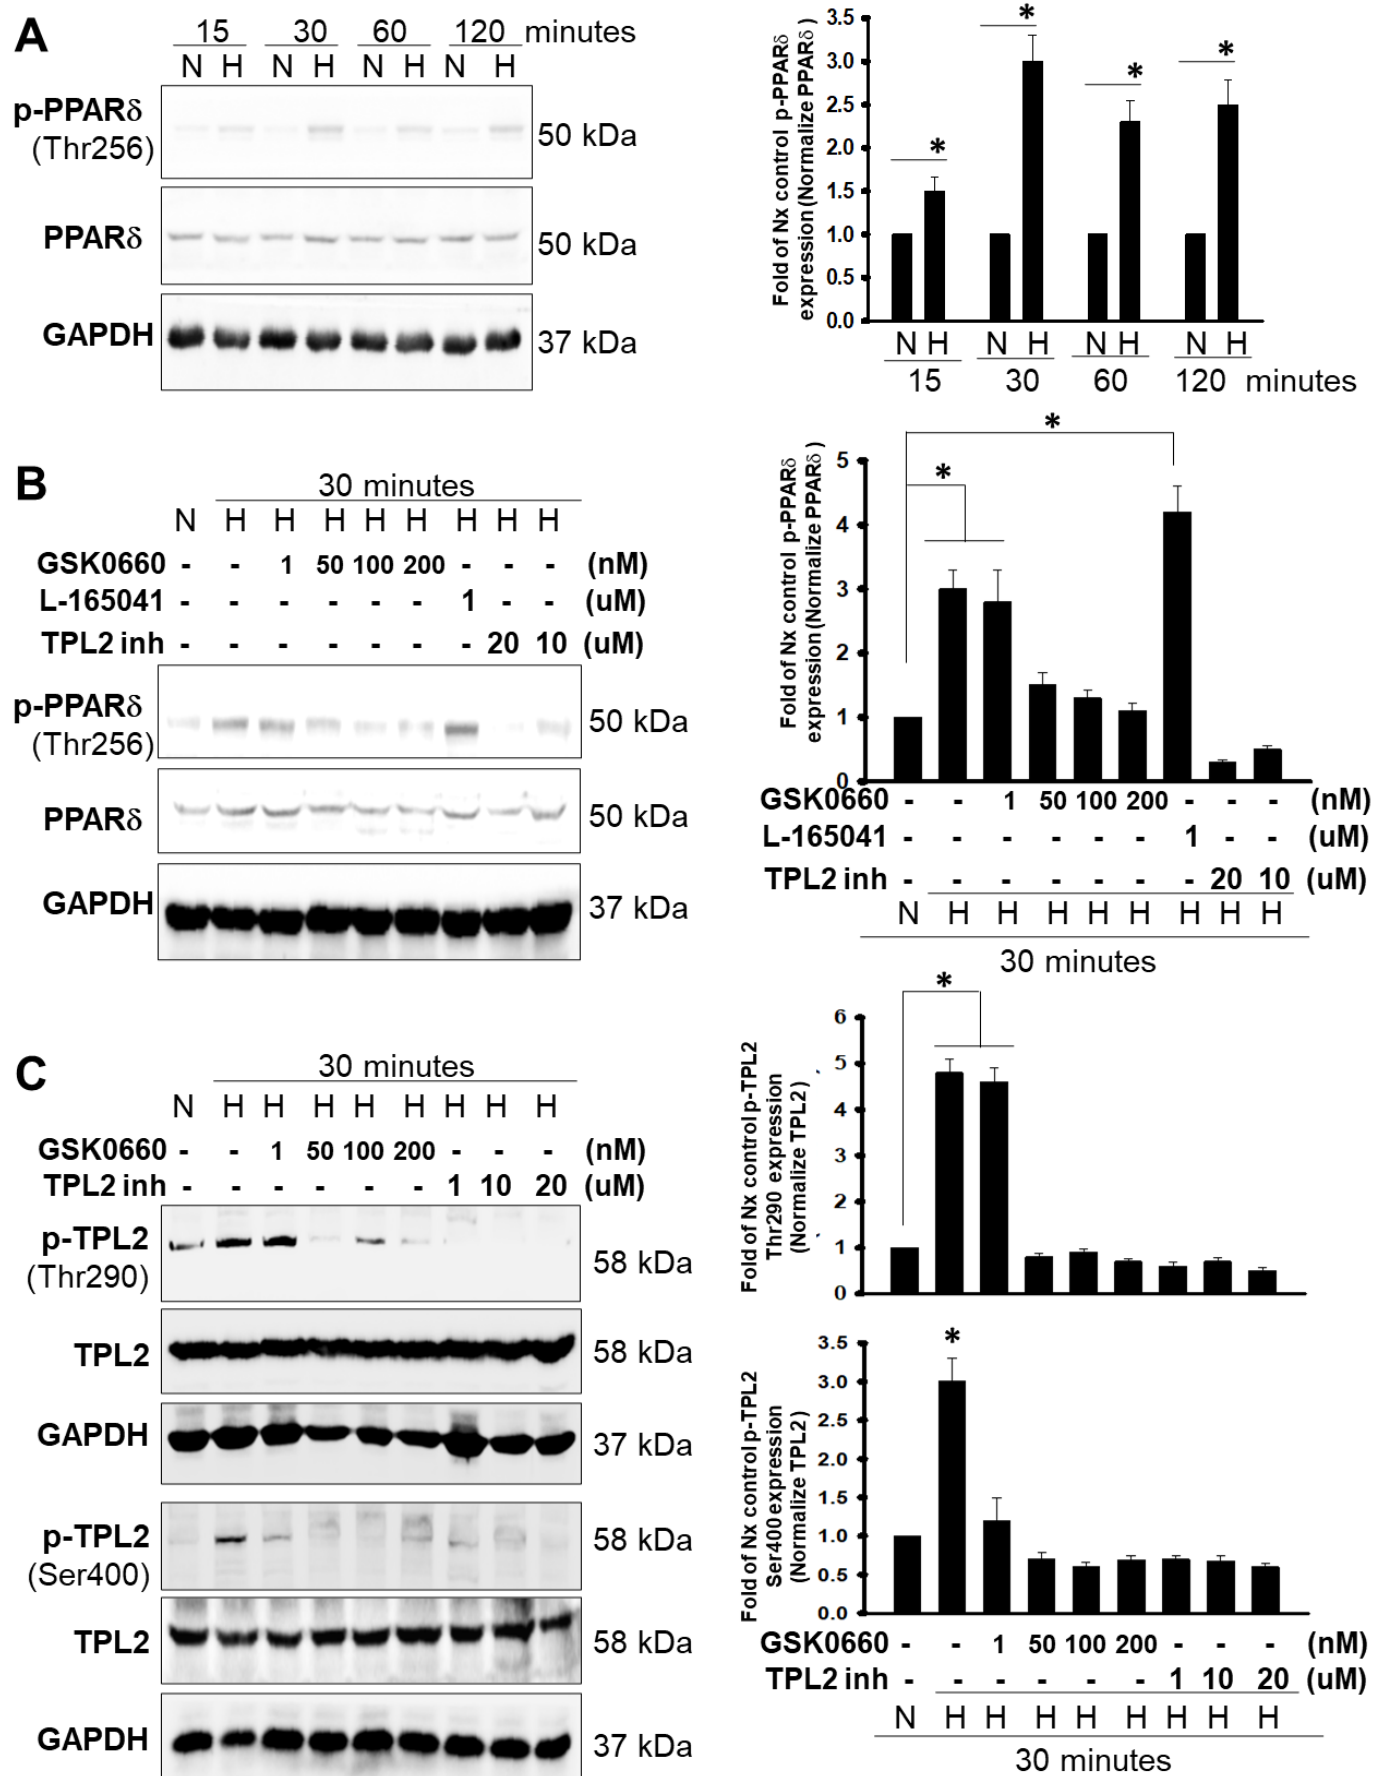 A
15 30 60 120 minutes
N H N H N H N H
p-PPARδ
(Thr256)
50 kDa
PPARδ
50 kDa
GAPDH
37 kDa
Fold of Nx control p-PPARδ
expression (Normalize PPARδ )
3.5
3.0
2.5
2.0
1.5
1.0
0.5
0.0
* * * *
N H N H N H N H
15 30 60 120 minutes
B
30 minutes
N H H H H H H H H
GSK0660 - - 1 50 100 200 - - - (nM)
L-165041 - - - - - - 1 - - (uM)
TPL2 inh - - - - - - - 20 10 (uM)
p-PPARδ
(Thr256)
50 kDa
PPARδ
50 kDa
GAPDH
37 kDa
Fold of Nx control p-PPARδ
expression (Normalize PPARδ )
5
4
3
2
1
0
* *
GSK0660 - - 1 50 100 200 - - - (nM)
L-165041 - - - - - - 1 - - (uM)
TPL2 inh - - - - - - - 20 10 (uM)
N H H H H H H H H
30 minutes
C
30 minutes
N H H H H H H H H
GSK0660 - - 1 50 100 200 - - - (nM)
TPL2 inh - - - - - - 1 10 20 (uM)
p-TPL2
(Thr290)
58 kDa
TPL2
58 kDa
GAPDH
37 kDa
p-TPL2
(Ser400)
58 kDa
TPL2
58 kDa
GAPDH
37 kDa
Fold of Nx control p-TPL2
Thr290 expression
(Normalize TPL2)
6
5
4
3
2
1
0
*
Fold of Nx control p-TPL2
Ser400 expression
(Normalize TPL2)
3.5
3.0
2.5
2.0
1.5
1.0
0.5
0.0
*
GSK0660 - - 1 50 100 200 - - - (nM)
TPL2 inh - - - - - - 1 10 20 (uM)
N H H H H H H H H
30 minutes